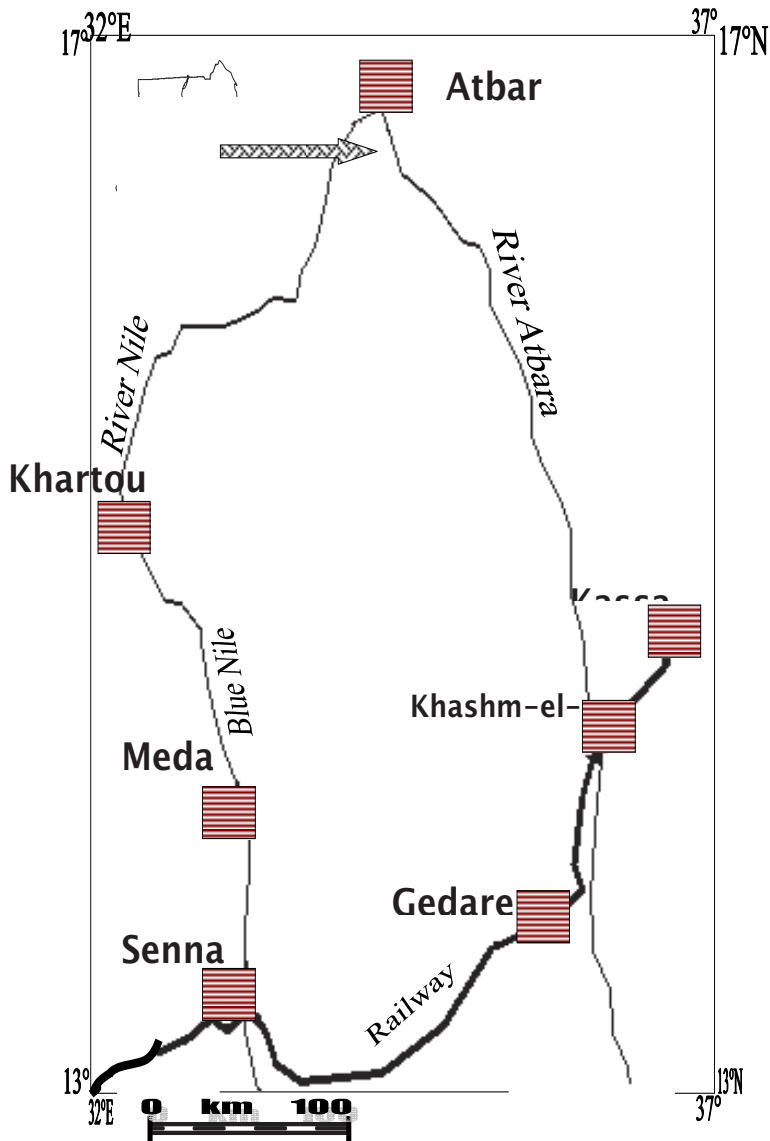 32°E
37°
17°
17°N
Atbar
River Atbara
River Nile
Khartou
Kassa
Blue Nile
Khashm-el-
Meda
Gedare
Senna
Railway
13°
13°N
32°E
37°
0 km 100